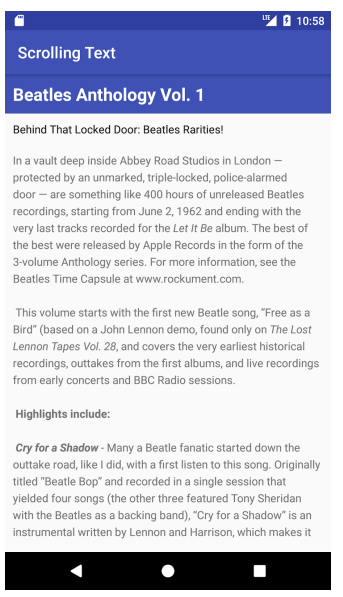 LTE 10:58
Scrolling Text
Beatles Anthology Vol. 1
Behind That Locked Door: Beatles Rarities!
In a vault deep inside Abbey Road Studios in London —
protected by an unmarked, triple-locked, police-alarmed
door — are something like 400 hours of unreleased Beatles
recordings, starting from June 2, 1962 and ending with the
very last tracks recorded for the Let It Be album. The best of
the best were released by Apple Records in the form of the
3-volume Anthology series. For more information, see the
Beatles Time Capsule at www.rockument.com.
This volume starts with the first new Beatle song, “Free as a
Bird” (based on a John Lennon demo, found only on The Lost
Lennon Tapes Vol. 28, and covers the very earliest historical
recordings, outtakes from the first albums, and live recordings
from early concerts and BBC Radio sessions.
Highlights include:
Cry for a Shadow - Many a Beatle fanatic started down the
outtake road, like I did, with a first listen to this song. Originally
titled “Beatle Bop” and recorded in a single session that
yielded four songs (the other three featured Tony Sheridan
with the Beatles as a backing band), “Cry for a Shadow” is an
instrumental written by Lennon and Harrison, which makes it